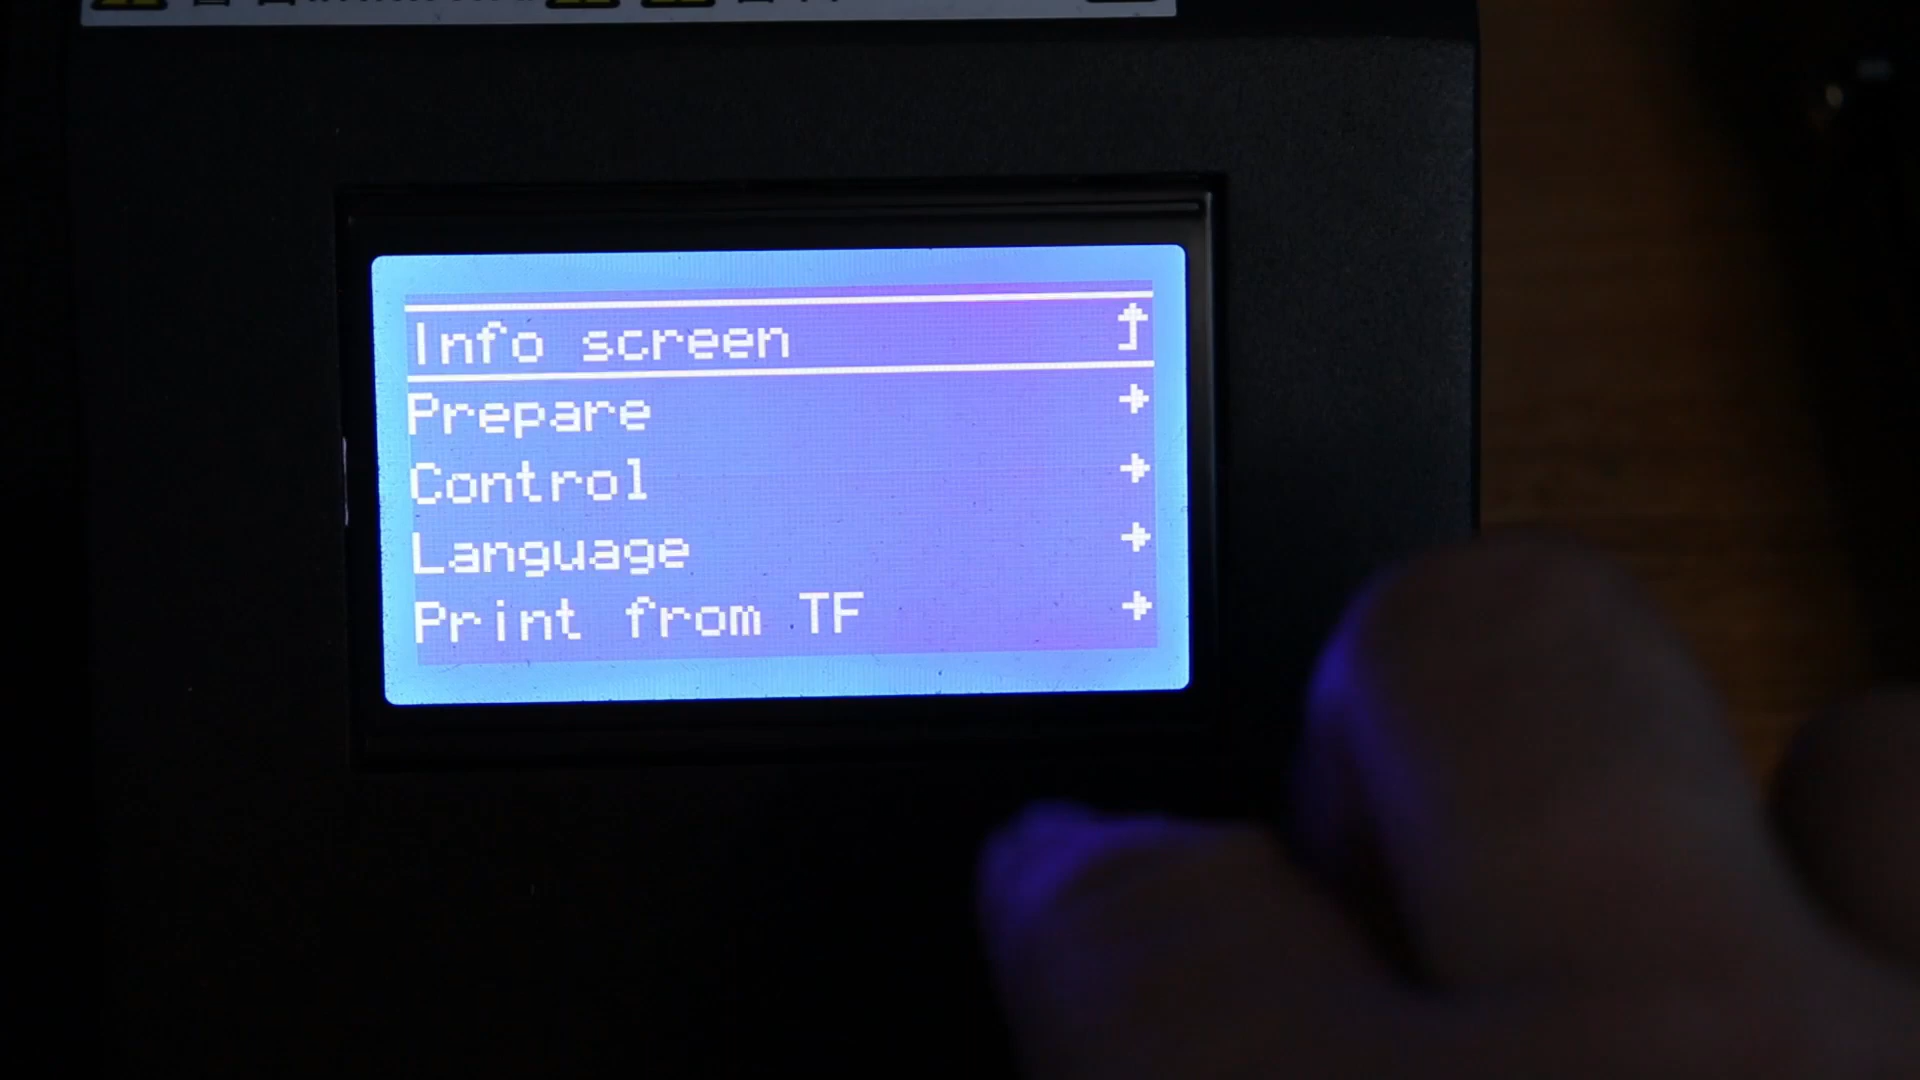 Info screen
Prepare
Control
Language
Print from TF